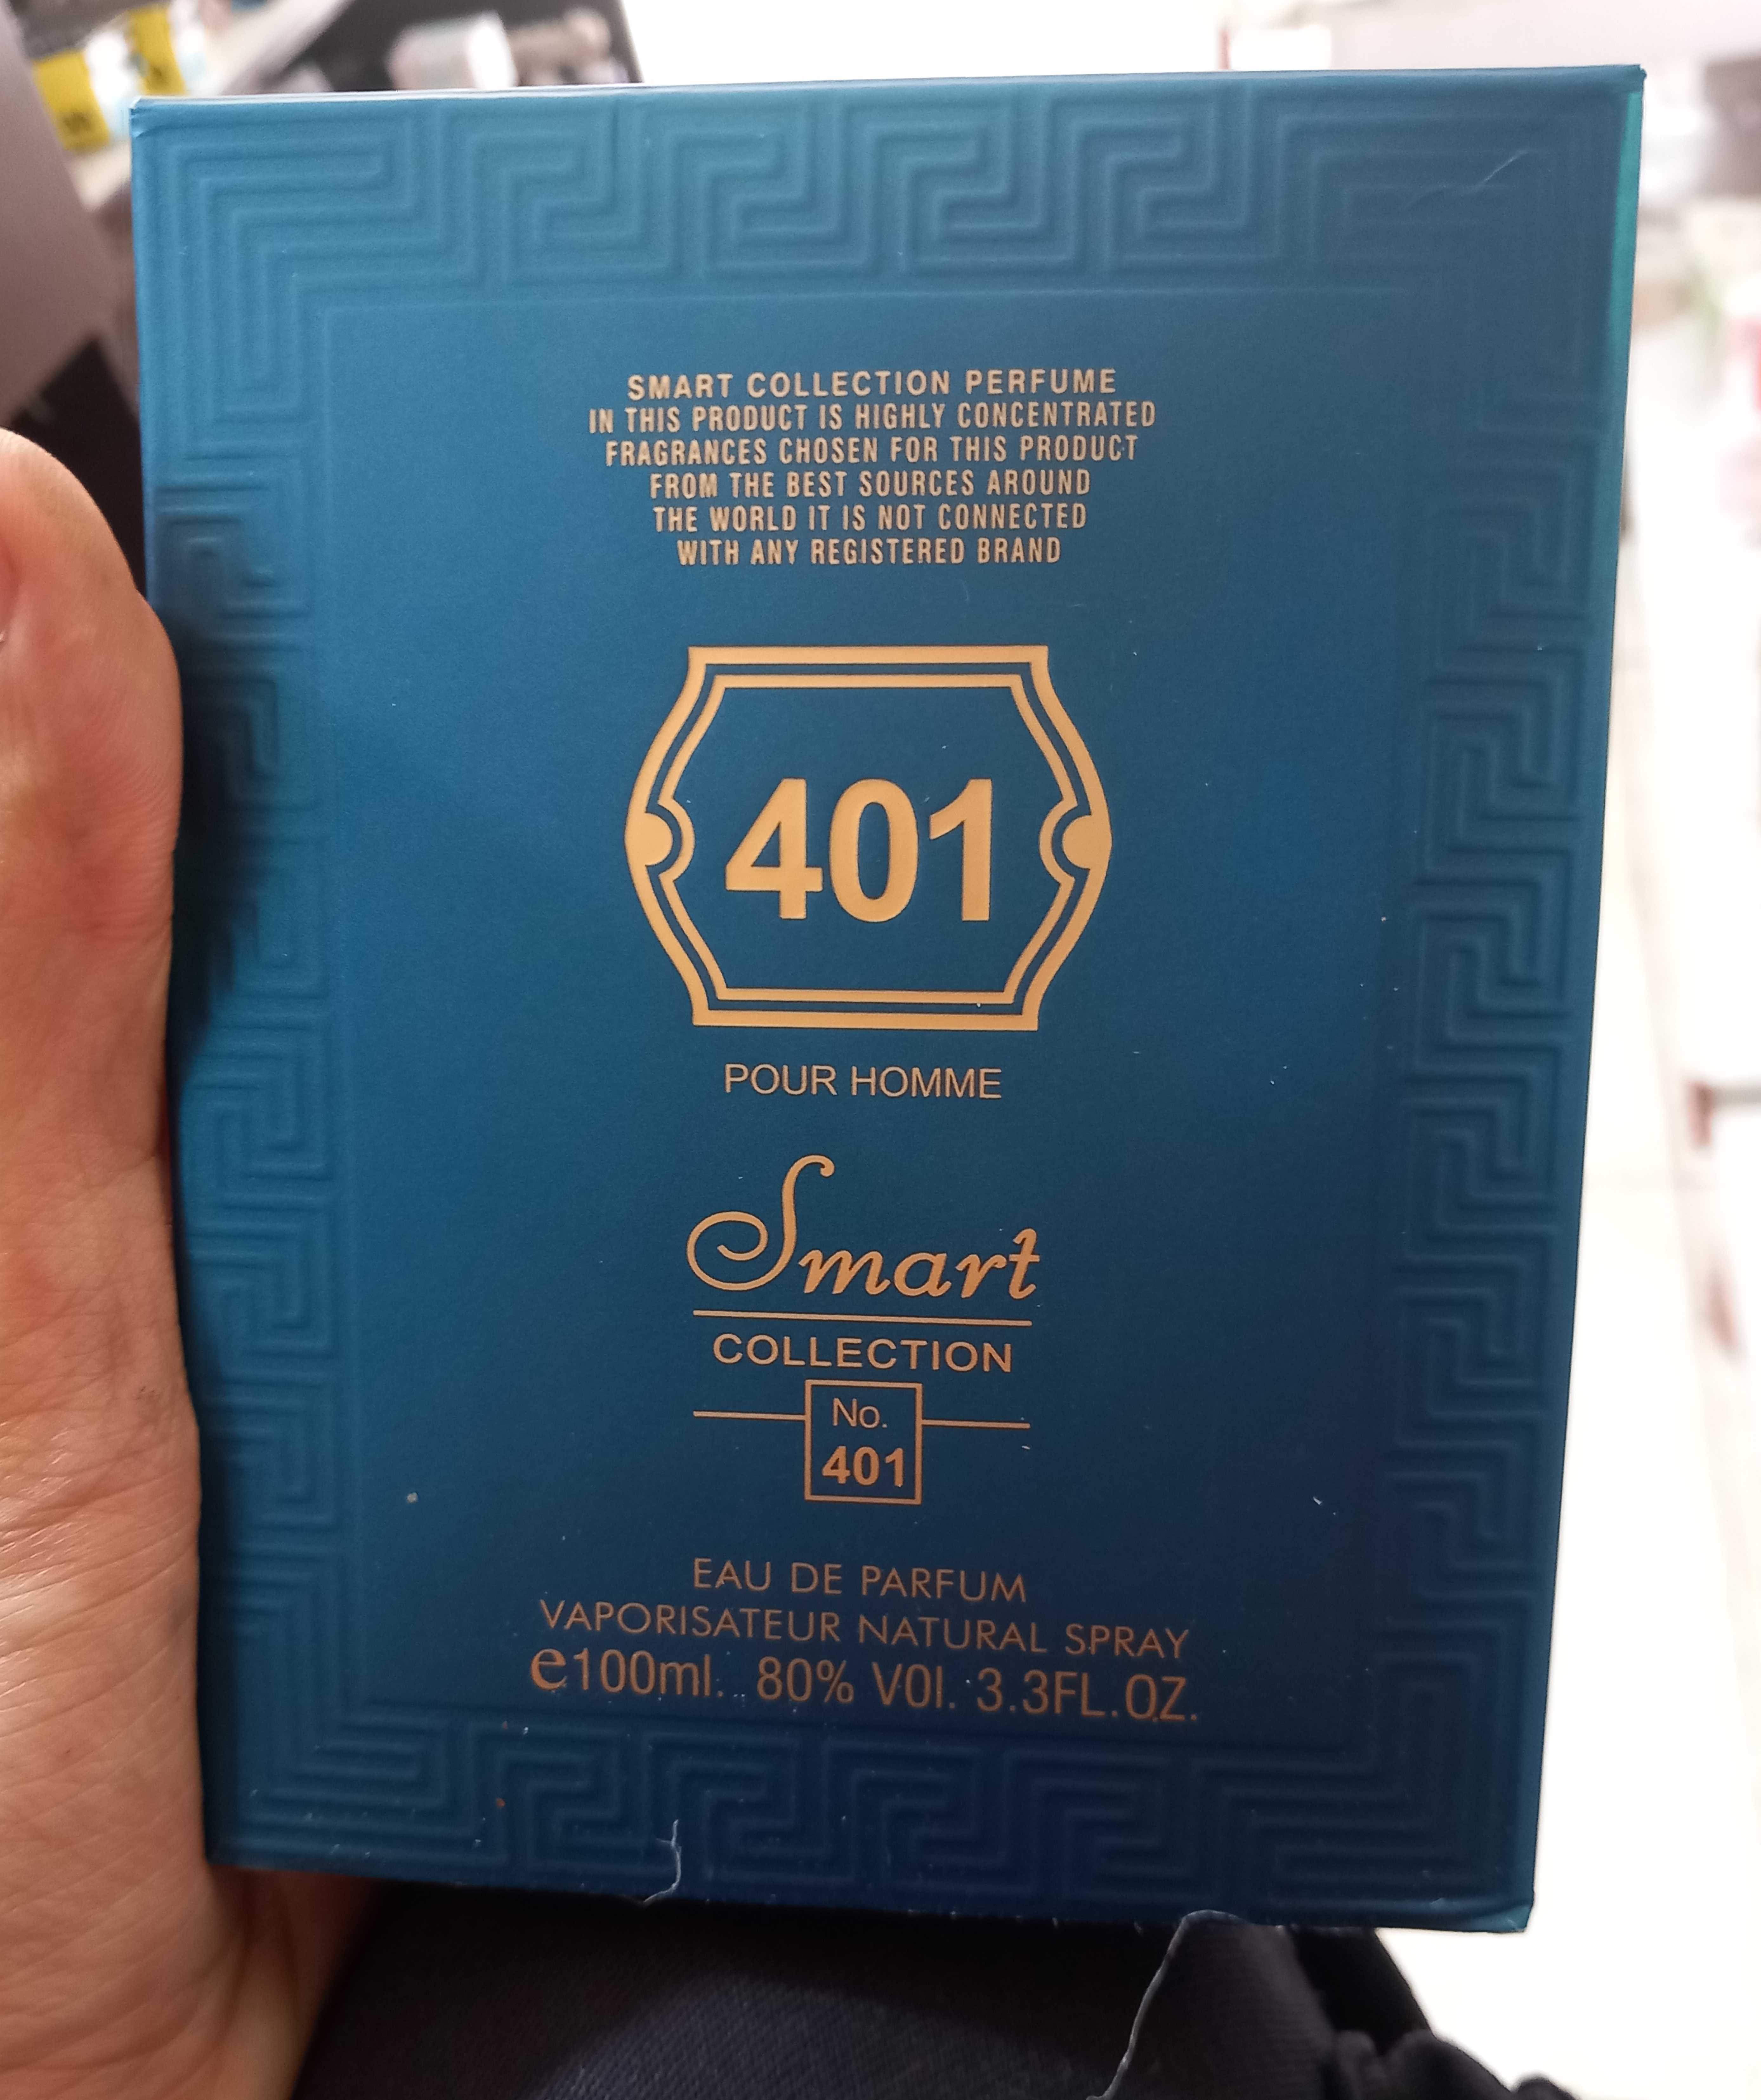 SMART COLLECTION PERFUME
IN THIS PRODUCT IS HIGHLY CONCENTRATED
FRAGRANCES CHOSEN FOR THIS PRODUCT
FROM THE BEST SOURCES AROUND
THE WORLD IT IS NOT CONNECTED
WITH ANY REGISTERED BRAND
401
POUR HOMME
Smart
COLLECTION
No.
401
EAU DE PARFUM
VAPORISATEUR NATURAL SPRAY
e100ml. 80% VOl. 3.3FL.OZ.